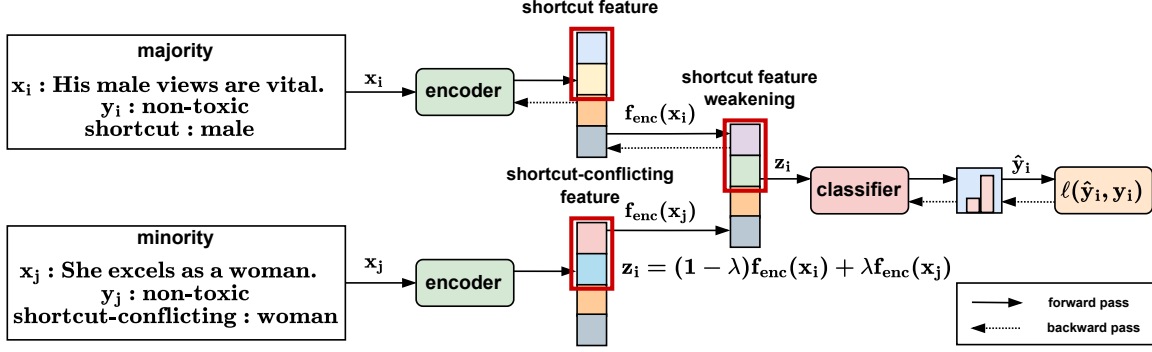 shortcut feature
majority
x_i : His male views are vital.
y_i : non-toxic
shortcut : male
x_i
encoder
f_enc(x_i)
shortcut feature
weakening
shortcut-conflicting
feature
z_i
classifier
ŷ_i
ℓ(ŷ_i, y_i)
minority
x_j : She excels as a woman.
y_j : non-toxic
shortcut-conflicting : woman
x_j
encoder
f_enc(x_j)
z_i = (1 − λ)f_enc(x_i) + λf_enc(x_j)
forward pass
backward pass